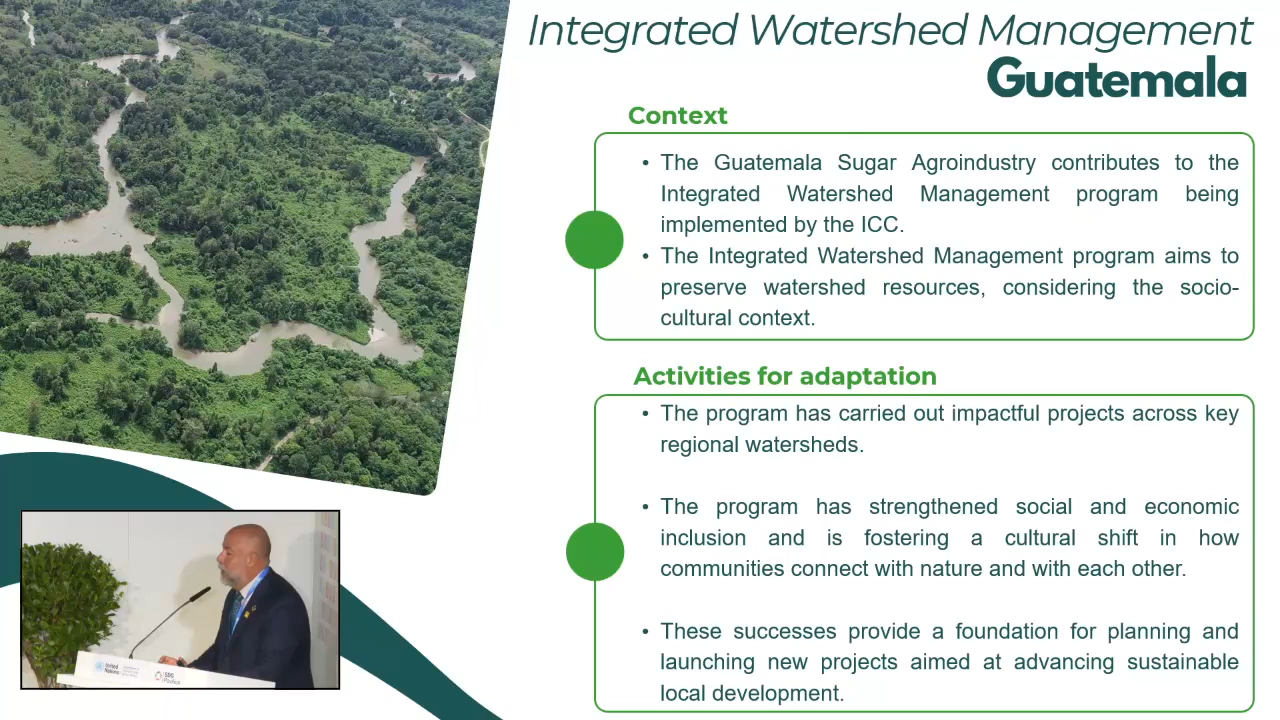 Integrated Watershed Management
Guatemala
Context
• The Guatemala Sugar Agroindustry contributes to the
Integrated Watershed Management program being
implemented by the ICC.
• The Integrated Watershed Management program aims to
preserve watershed resources, considering the socio-
cultural context.
Activities for adaptation
• The program has carried out impactful projects across key
regional watersheds.
• The program has strengthened social and economic
inclusion and is fostering a cultural shift in how
communities connect with nature and with each other.
• These successes provide a foundation for planning and
launching new projects aimed at advancing sustainable
local development.
United
Nations
SDG
Pavilion